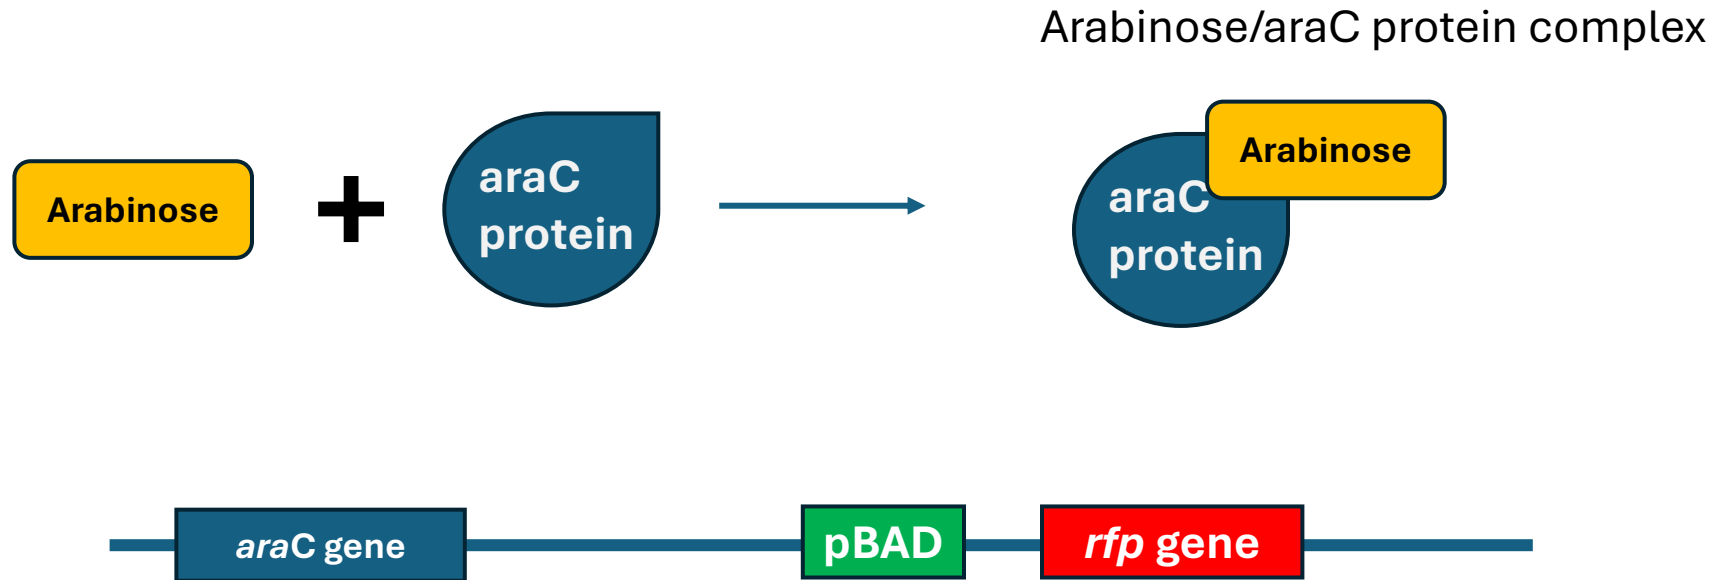 Arabinose/araC protein complex
Arabinose
araC
protein
Arabinose
araC
protein
araC gene
pBAD
rfp gene